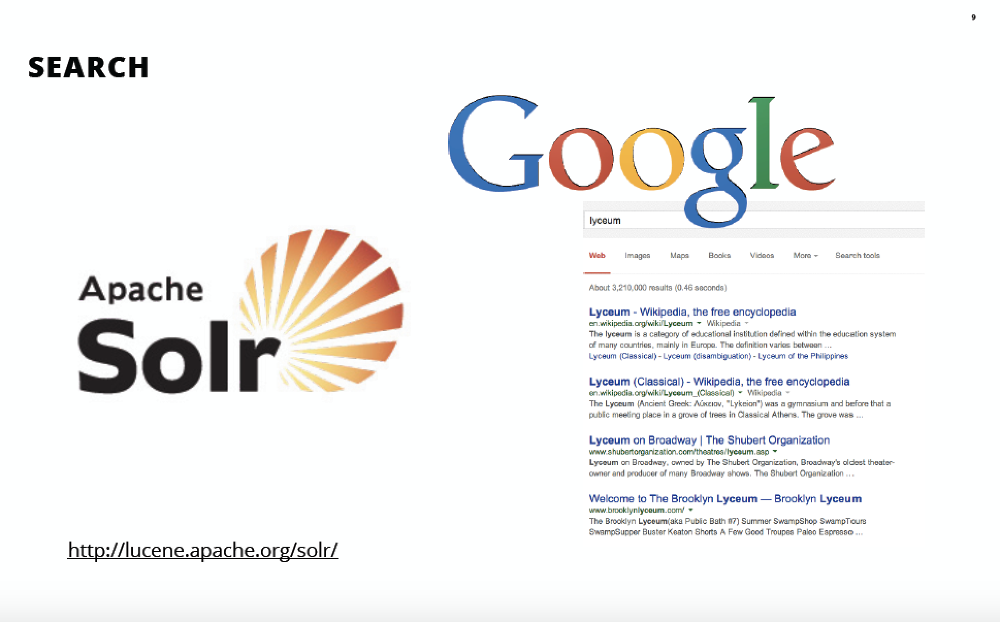 9
SEARCH
Google
Apache
Solr
http://lucene.apache.org/solr/
lyceum
Web Images Maps Books Videos More Search tools
About 3,210,000 results (0.46 seconds)
Lyceum - Wikipedia, the free encyclopedia
en.wikipedia.org/wiki/Lyceum Wikipedia
The lyceum is a category of educational institution defined within the education system
of many countries, mainly in Europe. The definition varies between ...
Lyceum (Classical) - Lyceum (disambiguation) - Lyceum of the Philippines
Lyceum (Classical) - Wikipedia, the free encyclopedia
en.wikipedia.org/wiki/Lyceum_(Classical) Wikipedia
The Lyceum (Ancient Greek: Λύκειον, "Lykeion") was a gymnasium and before that a
public meeting place in a grove of trees in Classical Athens. The grove was ...
Lyceum on Broadway | The Shubert Organization
www.shubertorganization.com/theatres/lyceum.asp
Lyceum on Broadway, owned by The Shubert Organization, Broadway's oldest theater-
owner and producer of many Broadway shows. The Shubert Organization ...
Welcome to The Brooklyn Lyceum — Brooklyn Lyceum
www.brooklynlyceum.com/
The Brooklyn Lyceum(aka Public Bath #7) Summer SwampShop SwampTours
SwampSupper Buster Keaton Shorts A Few Good Troupes Paleo Espresso ...